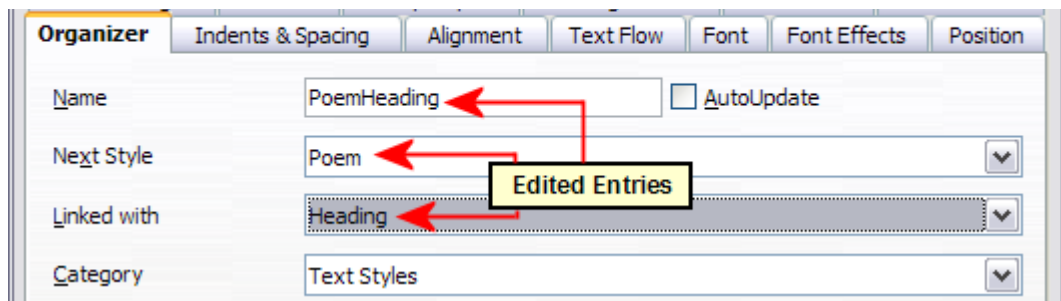 Organizer Indents & Spacing Alignment Text Flow Font Font Effects Position
Name PoemHeading AutoUpdate
Next Style Poem
Edited Entries
Linked with Heading
Category Text Styles